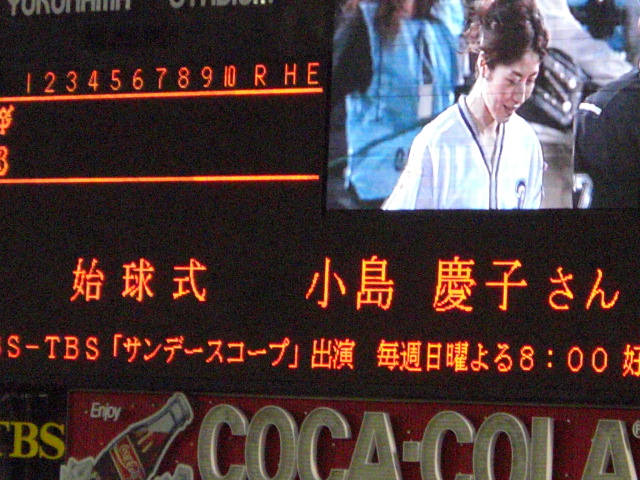 YOKOHAMA STADIUM
1 2 3 4 5 6 7 8 9 10 R H E
始球式 小島 慶子さん
S-TBS「サンデースコープ」出演 毎週日曜よる8:00 好
TBS
Enjoy
Coca-Cola
COCA-COLA